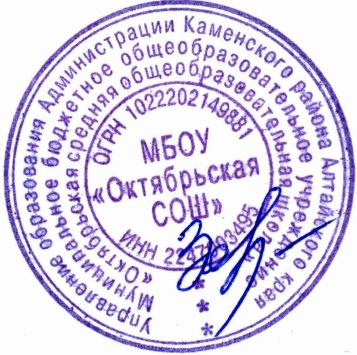 Управление образования Администрации Каменского района Алтайского края
Муниципальное бюджетное общеобразовательное учреждение
«Октябрьская средняя общеобразовательная школа»
ОГРН 1022202149881
МБОУ
«Октябрьская
СОШ»
ИНН
* * *